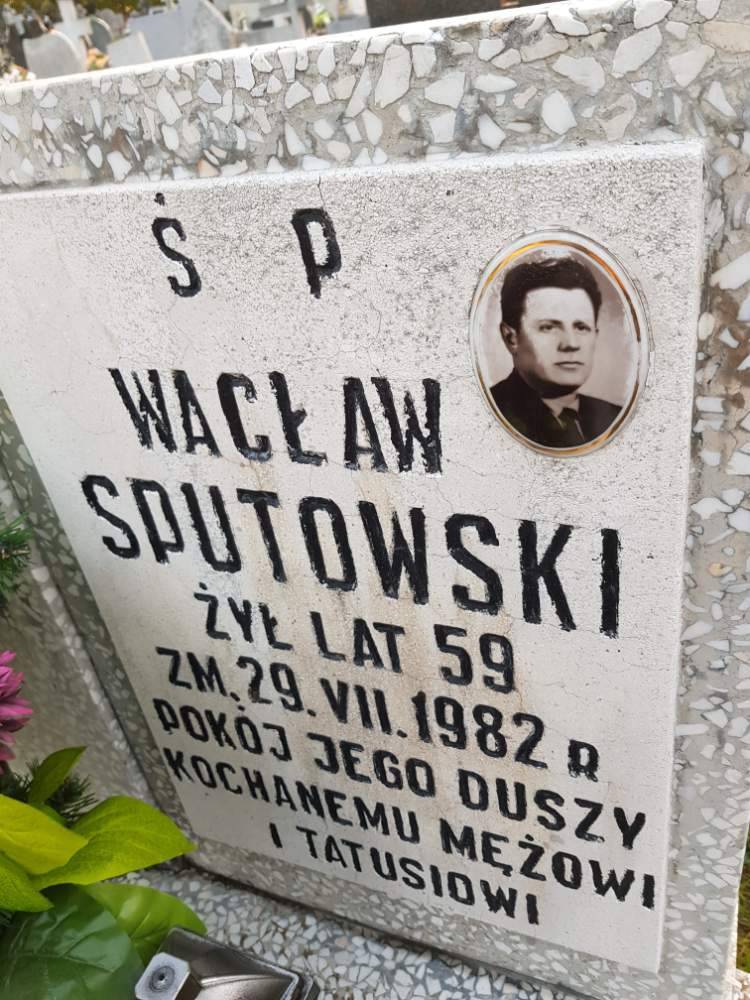 Ś P
WACŁAW
SPUTOWSKI
ŻYŁ LAT 59
ZM. 29. VII. 1982 R
POKÓJ JEGO DUSZY
KOCHANEMU MĘŻOWI
I TATUSIOWI